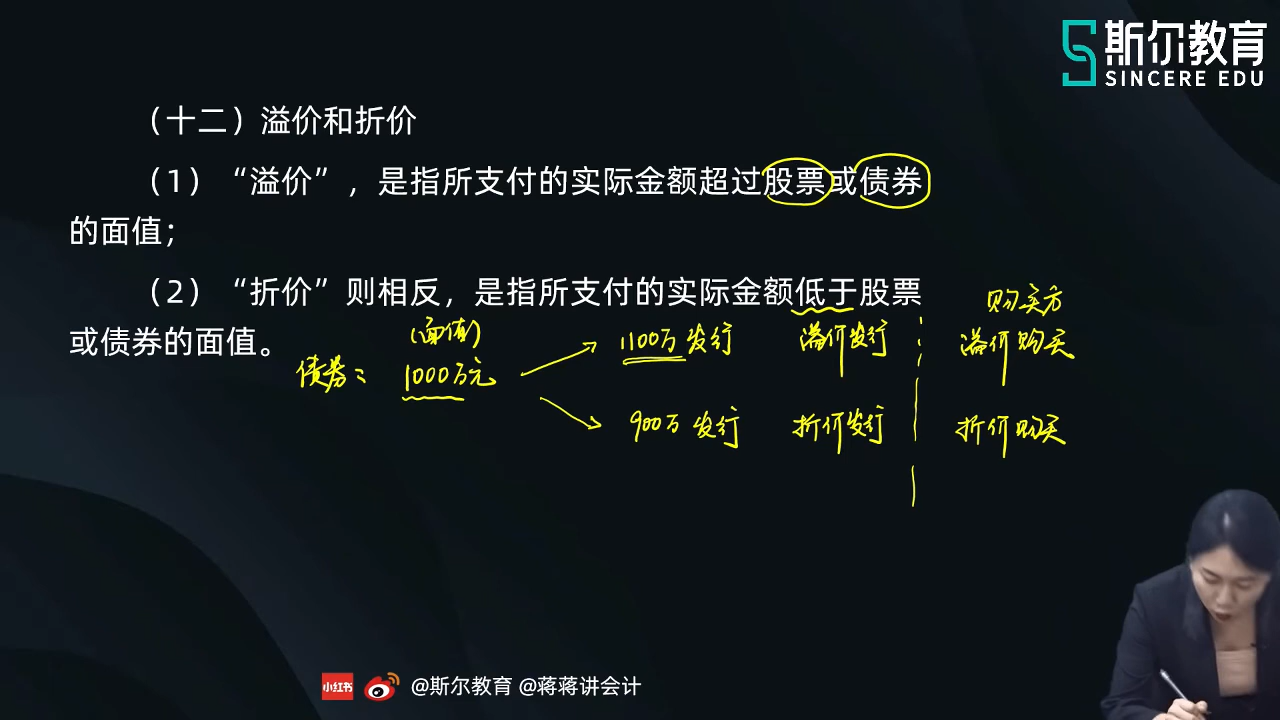 斯尔教育
SINCERE EDU
（十二）溢价和折价
（1）“溢价”，是指所支付的实际金额超过股票或债券
的面值；
（2）“折价”则相反，是指所支付的实际金额低于股票
或债券的面值。
购买方
(面值)
1100万发行 溢价发行 溢价购买
债券： 1000万元
900万发行 折价发行 折价购买
小红书 @斯尔教育 @蒋蒋讲会计